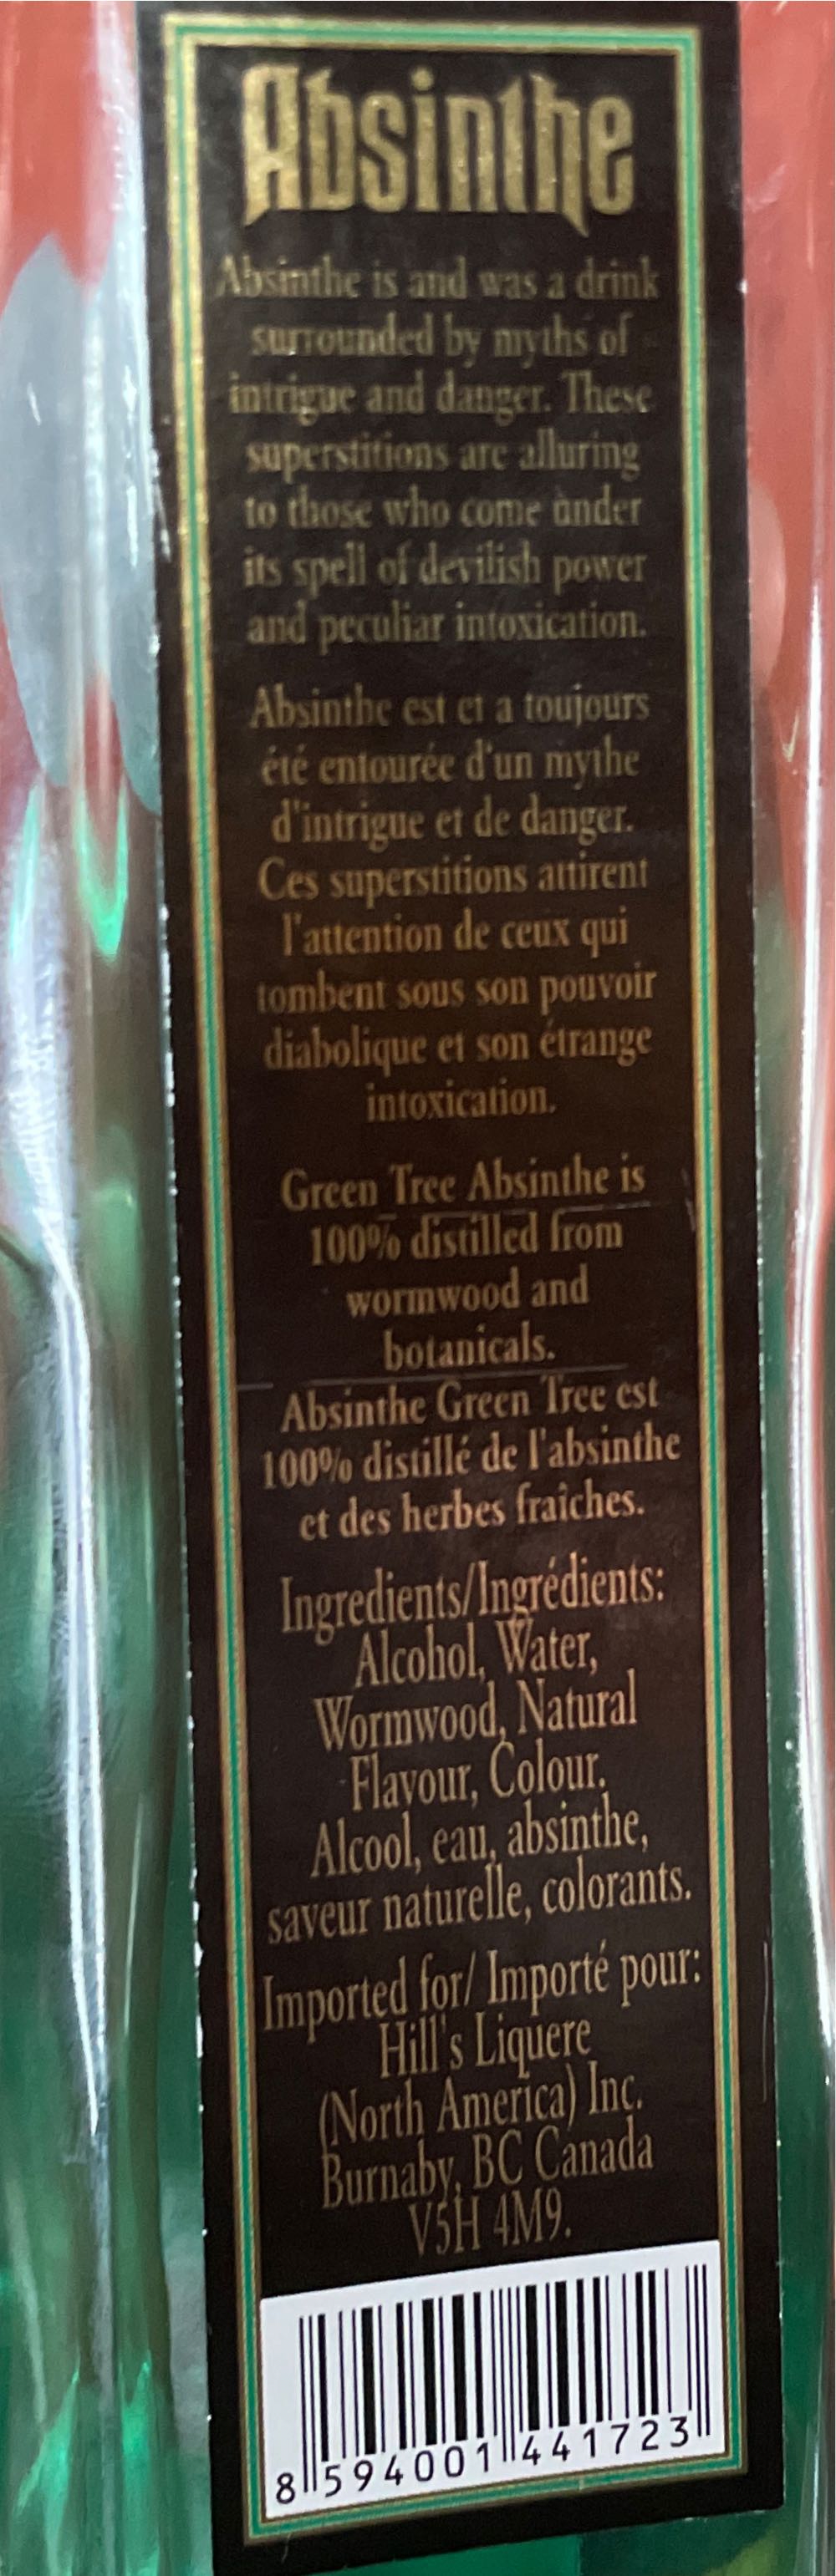 Absinthe
Absinthe is and was a drink
surrounded by myths of
intrigue and danger. These
superstitions are alluring
to those who come under
its spell of devilish power
and peculiar intoxication.
Absinthe est et a toujours
été entourée d'un mythe
d'intrigue et de danger.
Ces superstitions attirent
l'attention de ceux qui
tombent sous son pouvoir
diabolique et son étrange
intoxication.
Green Tree Absinthe is
100% distilled from
wormwood and
botanicals.
Absinthe Green Tree est
100% distillé de l'absinthe
et des herbes fraîches.
Ingredients/Ingrédients:
Alcohol, Water,
Wormwood, Natural
Flavour, Colour.
Alcool, eau, absinthe,
saveur naturelle, colorants.
Imported for/ Importé pour:
Hill's Liquere
(North America) Inc.
Burnaby, BC Canada
V5H 4M9.
8 594001 441723